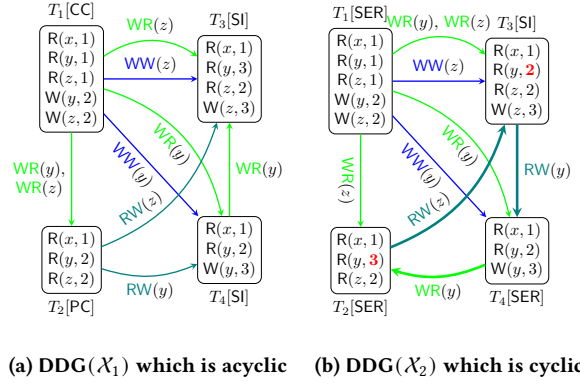 T₁[CC]
R(x, 1)
R(y, 1)
R(z, 1)
W(y, 2)
W(z, 2)
WR(z)
WW(z)
T₃[SI]
R(x, 1)
R(y, 3)
R(z, 2)
W(z, 3)
WR(y)
WW(y)
RW(z)
WR(y)
WR(y),
WR(z)
R(x, 1)
R(y, 2)
R(z, 2)
T₂[PC]
RW(y)
R(x, 1)
R(y, 2)
W(y, 3)
T₄[SI]
(a) DDG(𝒳₁) which is acyclic
T₁[SER]
R(x, 1)
R(y, 1)
R(z, 1)
W(y, 2)
W(z, 2)
WR(y), WR(z)
WW(z)
T₃[SI]
R(x, 1)
R(y, 2)
R(z, 2)
W(z, 3)
WR(y)
WW(y)
RW(z)
RW(y)
WR(z)
R(x, 1)
R(y, 3)
R(z, 2)
T₂[SER]
WR(y)
R(x, 1)
R(y, 2)
W(y, 3)
T₄[SER]
(b) DDG(𝒳₂) which is cyclic